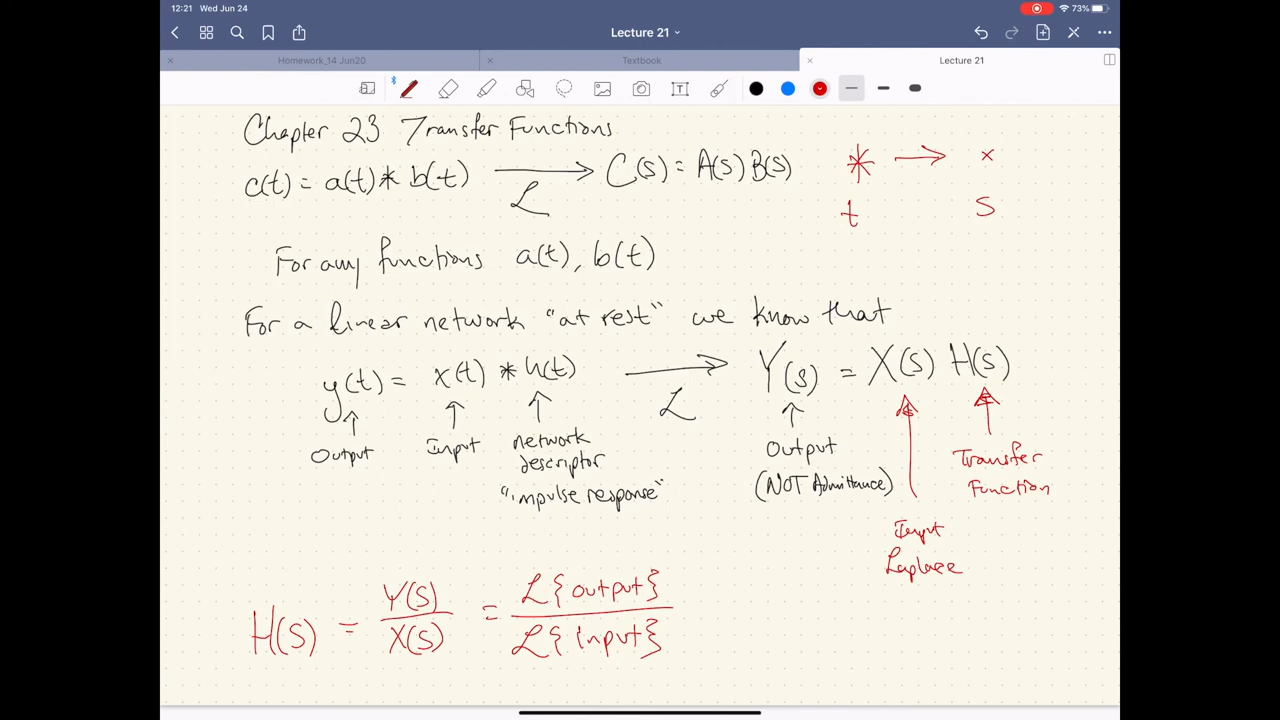 12:21 Wed Jun 24
73%
Lecture 21
Homework_14 Jun20
Textbook
Lecture 21
Chapter 23 Transfer Functions
c(t) = a(t) * b(t) ⟶ ℒ C(s) = A(s) B(s)
* ⟶ ×
t s
For any functions a(t), b(t)
For a linear network "at rest" we know that
y(t) = x(t) * h(t) ⟶ ℒ Y(s) = X(s) H(s)
Output
Input
network
descriptor
"impulse response"
Output
(NOT Admittance)
Transfer
Function
Input
Laplace
H(s) = Y(s)/X(s) = ℒ{output}/ℒ{input}